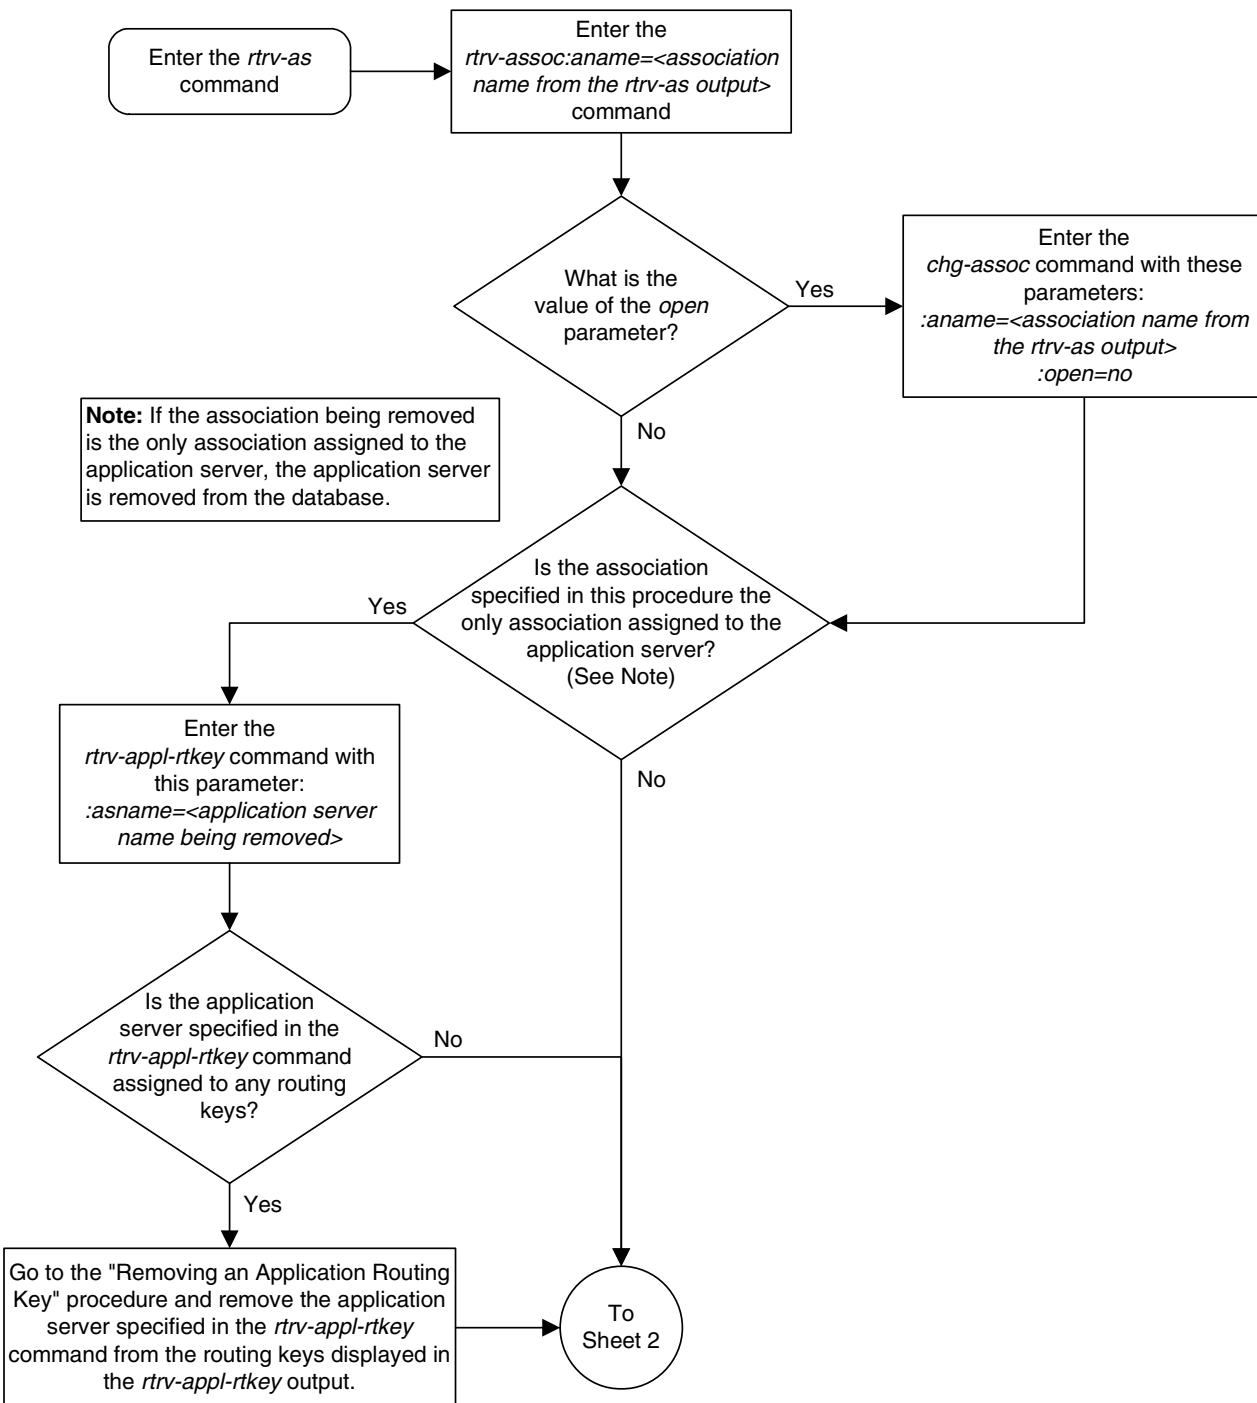 Enter the rtrv-as
command
Enter the
rtrv-assoc:aname=<association
name from the rtrv-as output>
command
What is the
value of the open
parameter?
Yes
Enter the
chg-assoc command with these
parameters:
:aname=<association name from
the rtrv-as output>
:open=no
No
Note: If the association being removed
is the only association assigned to the
application server, the application server
is removed from the database.
Is the association
specified in this procedure the
only association assigned to the
application server?
(See Note)
Yes
No
Enter the
rtrv-appl-rtkey command with
this parameter:
:asname=<application server
name being removed>
Is the application
server specified in the
rtrv-appl-rtkey command
assigned to any routing
keys?
No
Yes
Go to the "Removing an Application Routing
Key" procedure and remove the application
server specified in the rtrv-appl-rtkey
command from the routing keys displayed in
the rtrv-appl-rtkey output.
To
Sheet 2